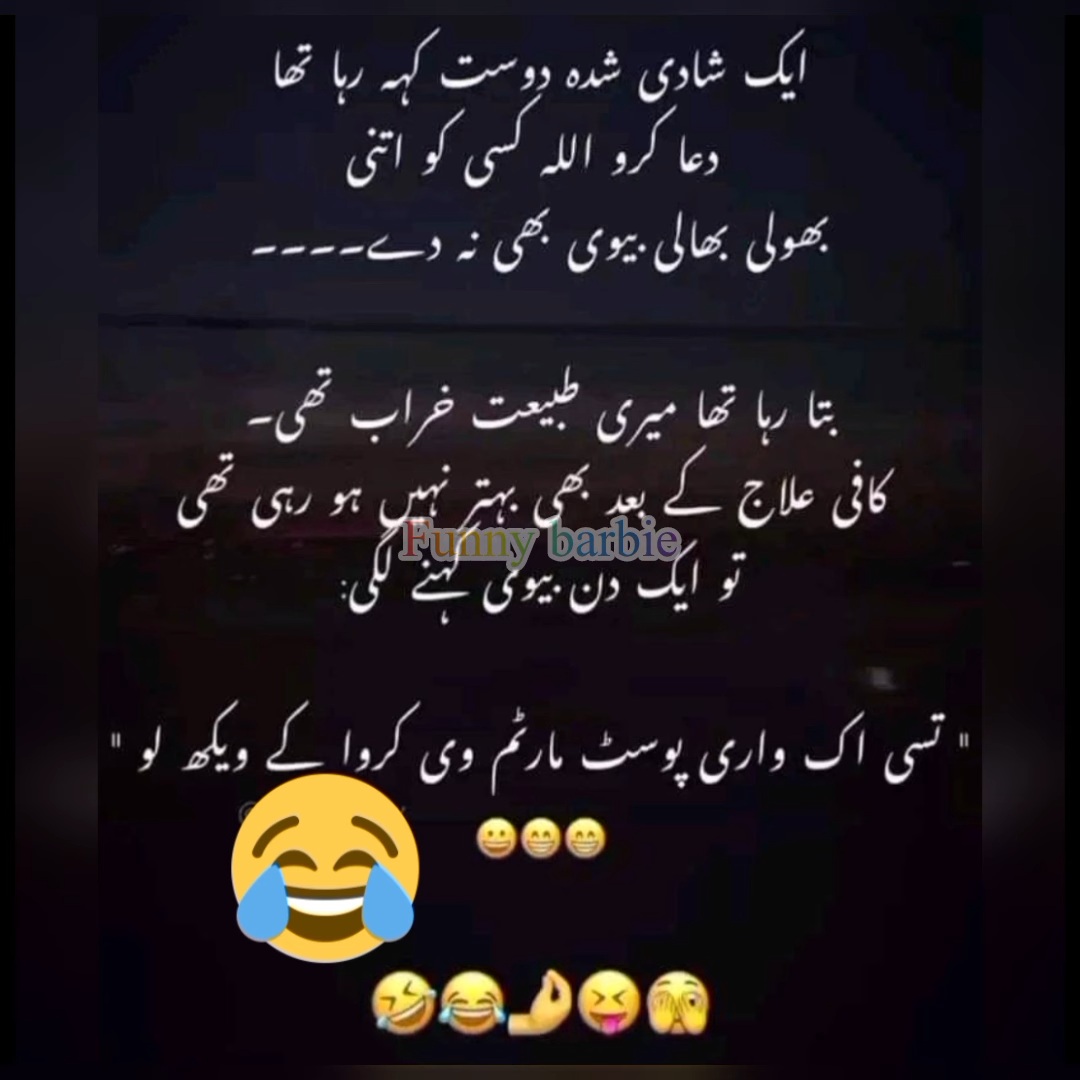 ایک شادی شدہ دوست کہہ رہا تھا
دعا کرو اللہ کسی کو اتنی
بھولی بھالی بیوی بھی نہ دے----
بتا رہا تھا میری طبیعت خراب تھی-
کافی علاج کے بعد بھی بہتر نہیں ہو رہی تھی
Funny barbie
تو ایک دن بیوی کہنے لگی:
" تسی اک واری پوسٹ مارٹم وی کروا کے ویکھ لو "
😀😁😁
😂
🤣😂🤌😝🫣